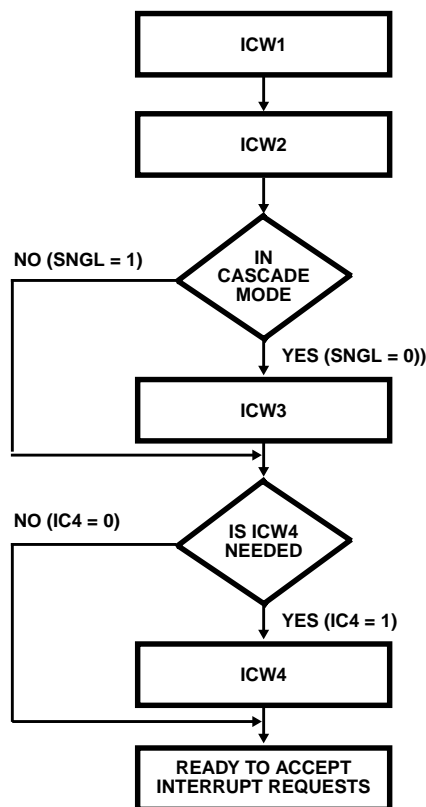 ICW1
ICW2
IN
CASCADE
MODE
NO (SNGL = 1)
YES (SNGL = 0))
ICW3
IS ICW4
NEEDED
NO (IC4 = 0)
YES (IC4 = 1)
ICW4
READY TO ACCEPT
INTERRUPT REQUESTS